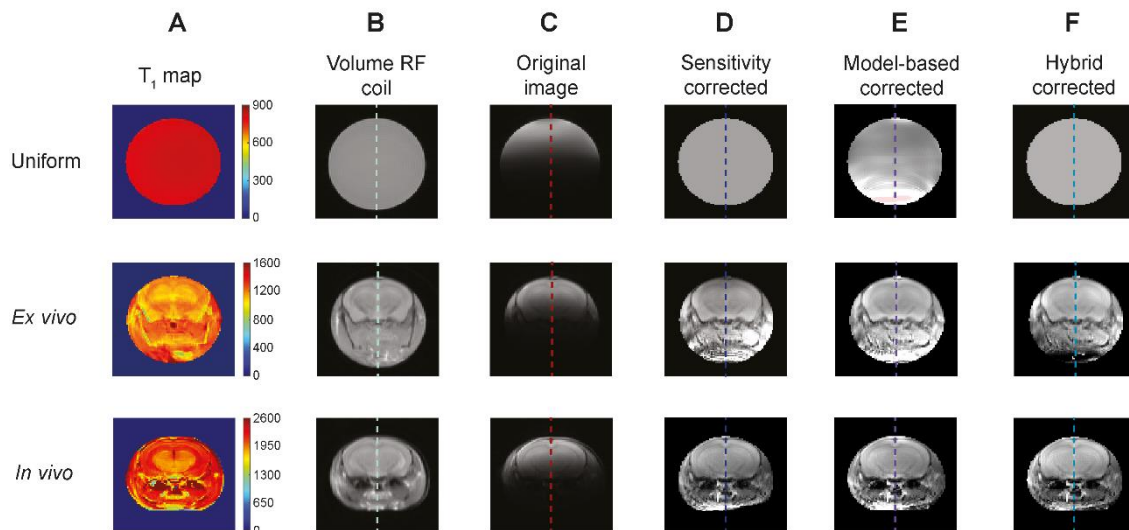 A B C D E F
T1 map
Volume RF
coil
Original
image
Sensitivity
corrected
Model-based
corrected
Hybrid
corrected
Uniform
900
600
300
0
Ex vivo
1600
1200
800
400
0
In vivo
2600
1950
1300
650
0